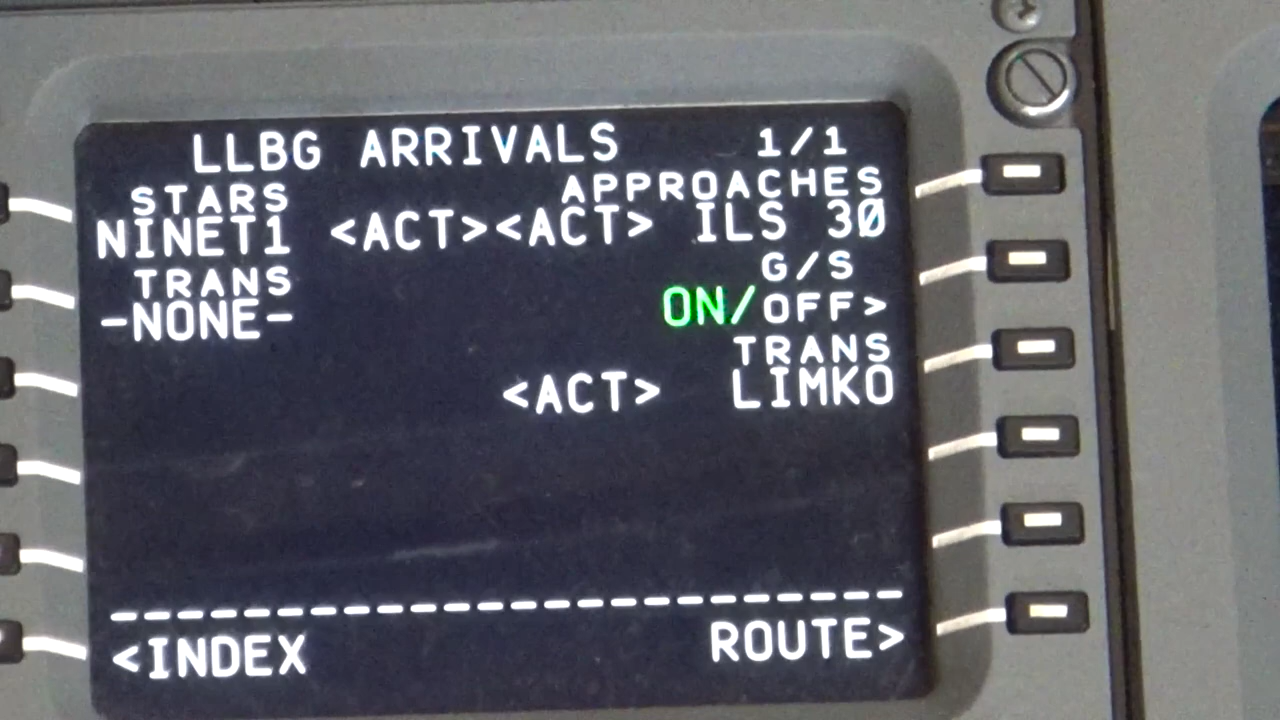 LLBG ARRIVALS 1/1
STARS APPROACHES
NINET1 <ACT><ACT> ILS 30
TRANS G/S
-NONE- ON/OFF>
TRANS
<ACT> LIMKO
------------------------
<INDEX ROUTE>